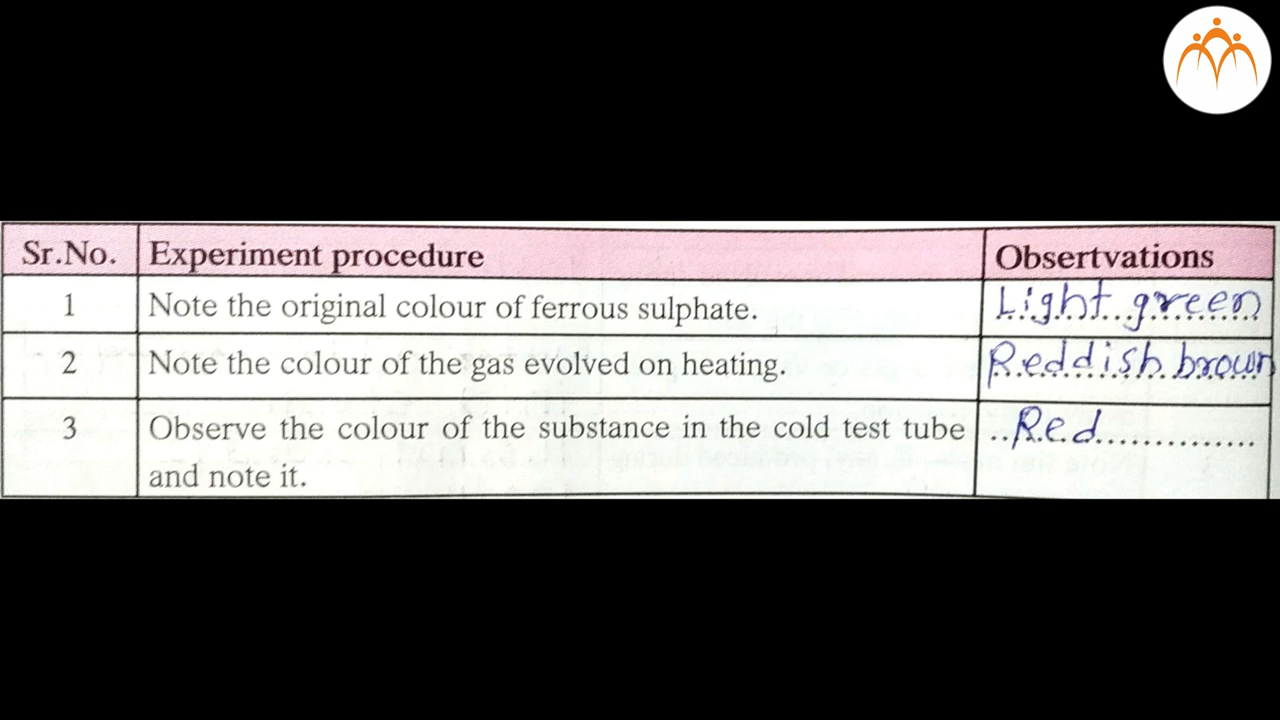 Sr.No. Experiment procedure Obsertvations
1 Note the original colour of ferrous sulphate. Light green
2 Note the colour of the gas evolved on heating. Reddish brown
3 Observe the colour of the substance in the cold test tube ..Red..............
and note it.